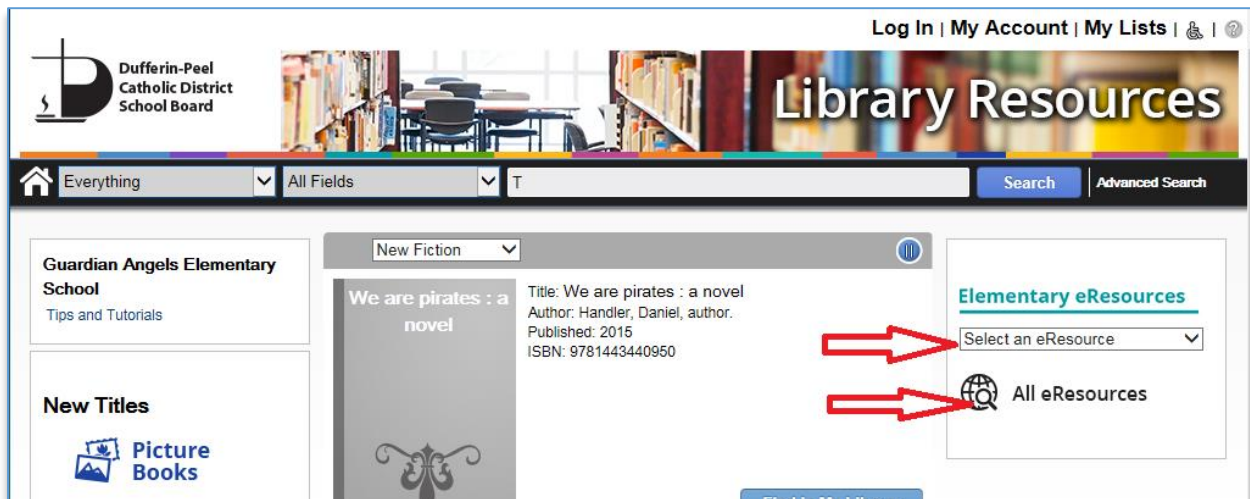 Log In | My Account | My Lists |
Dufferin-Peel
Catholic District
School Board
Library Resources
Everything
All Fields
T
Search
Advanced Search
Guardian Angels Elementary
School
Tips and Tutorials
New Titles
Picture
Books
New Fiction
We are pirates : a
novel
Title: We are pirates : a novel
Author: Handler, Daniel, author.
Published: 2015
ISBN: 9781443440950
Elementary eResources
Select an eResource
All eResources